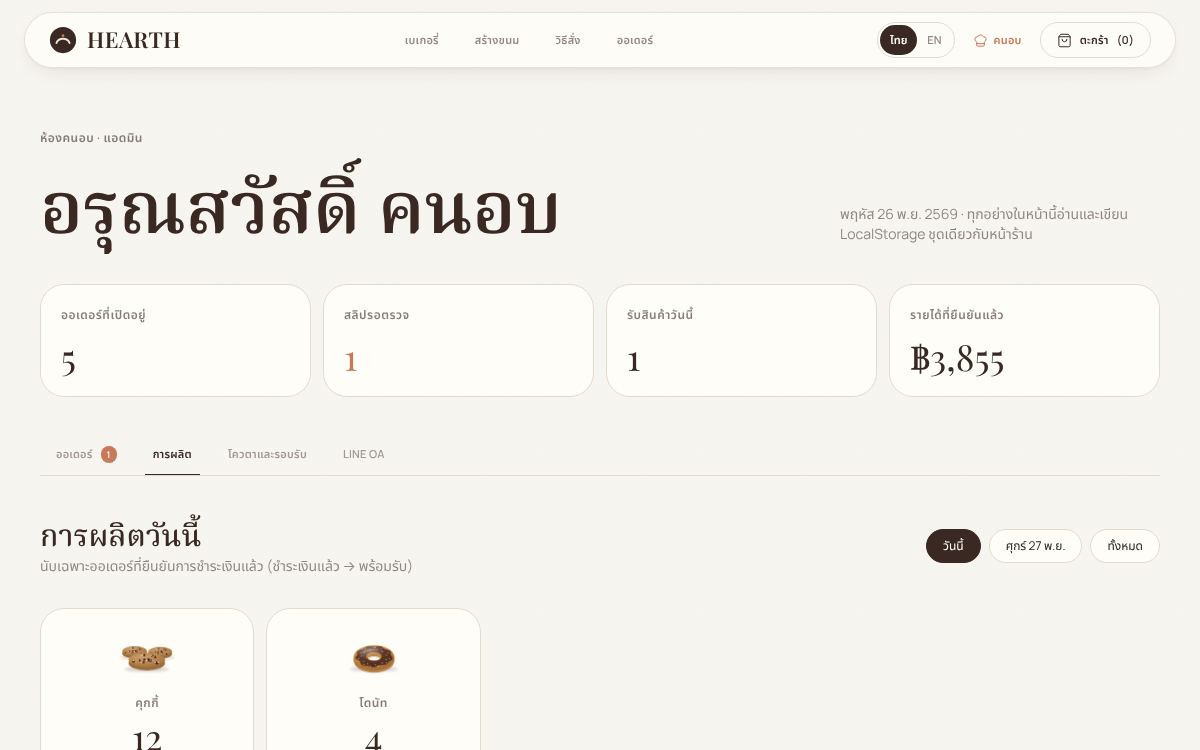 HEARTH
เบเกอรี่
สร้างขนม
วิธีสั่ง
ออเดอร์
ไทย
EN
คนอบ
ตะกร้า (0)
ห้องคนอบ · แอดมิน
อรุณสวัสดิ์ คนอบ
พฤหัส 26 พ.ย. 2569 · ทุกอย่างในหน้านี้อ่านและเขียน
LocalStorage ชุดเดียวกับหน้าร้าน
ออเดอร์ที่เปิดอยู่
5
สลิปรอตรวจ
1
รับสินค้าวันนี้
1
รายได้ที่ยืนยันแล้ว
฿3,855
ออเดอร์ 1
การผลิต
โควตาและรอบรับ
LINE OA
การผลิตวันนี้
นับเฉพาะออเดอร์ที่ยืนยันการชำระเงินแล้ว (ชำระเงินแล้ว → พร้อมรับ)
วันนี้
ศุกร์ 27 พ.ย.
ทั้งหมด
คุกกี้
12
โดนัท
4